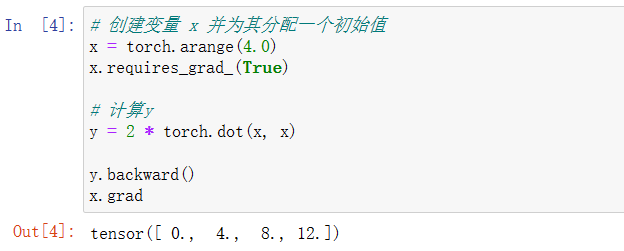 In [4]: # 创建变量 x 并为其分配一个初始值
x = torch.arange(4.0)
x.requires_grad_(True)
# 计算y
y = 2 * torch.dot(x, x)
y.backward()
x.grad
Out[4]: tensor([ 0.,  4.,  8., 12.])